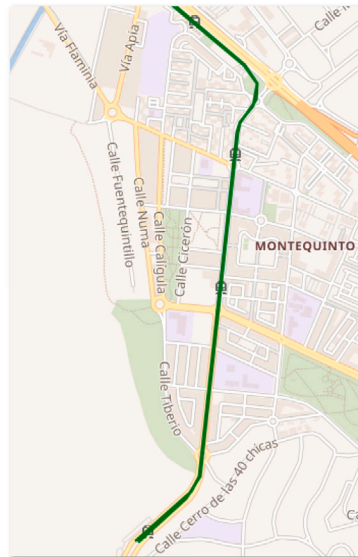 Calle
Vía Flaminia
Vía Apia
Calle Fuentequintillo
Calle Numa
Calle Calígula
Calle Cicerón
MONTEQUINTO
Calle Tiberio
Calle Cerro de las 40 chicas